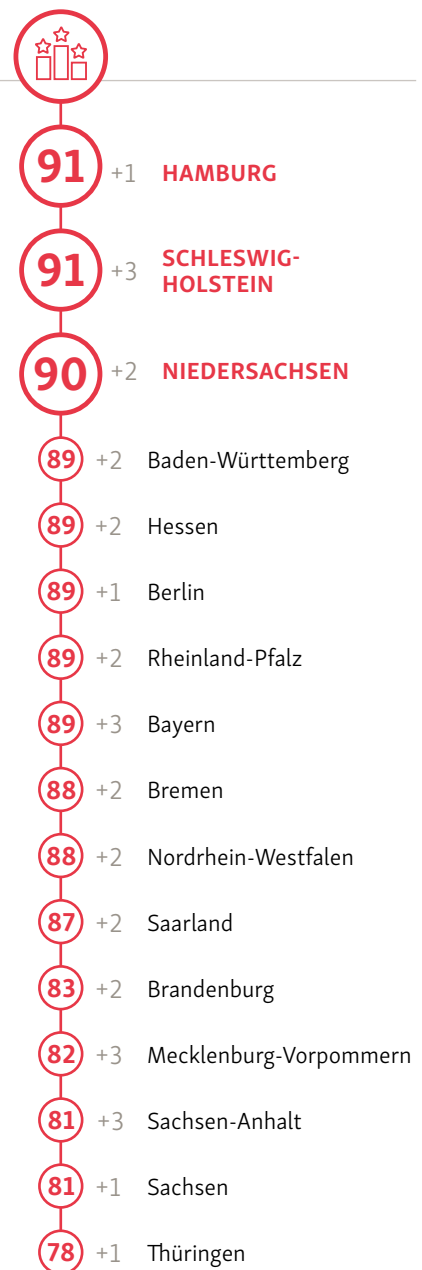 91 +1 HAMBURG
91 +3 SCHLESWIG-
HOLSTEIN
90 +2 NIEDERSACHSEN
89 +2 Baden-Württemberg
89 +2 Hessen
89 +1 Berlin
89 +2 Rheinland-Pfalz
89 +3 Bayern
88 +2 Bremen
88 +2 Nordrhein-Westfalen
87 +2 Saarland
83 +2 Brandenburg
82 +3 Mecklenburg-Vorpommern
81 +3 Sachsen-Anhalt
81 +1 Sachsen
78 +1 Thüringen